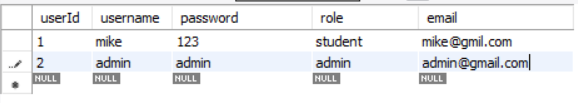 userId username password role email
1 mike 123 student mike@gmil.com
2 admin admin admin admin@gmail.com
NULL NULL NULL NULL NULL